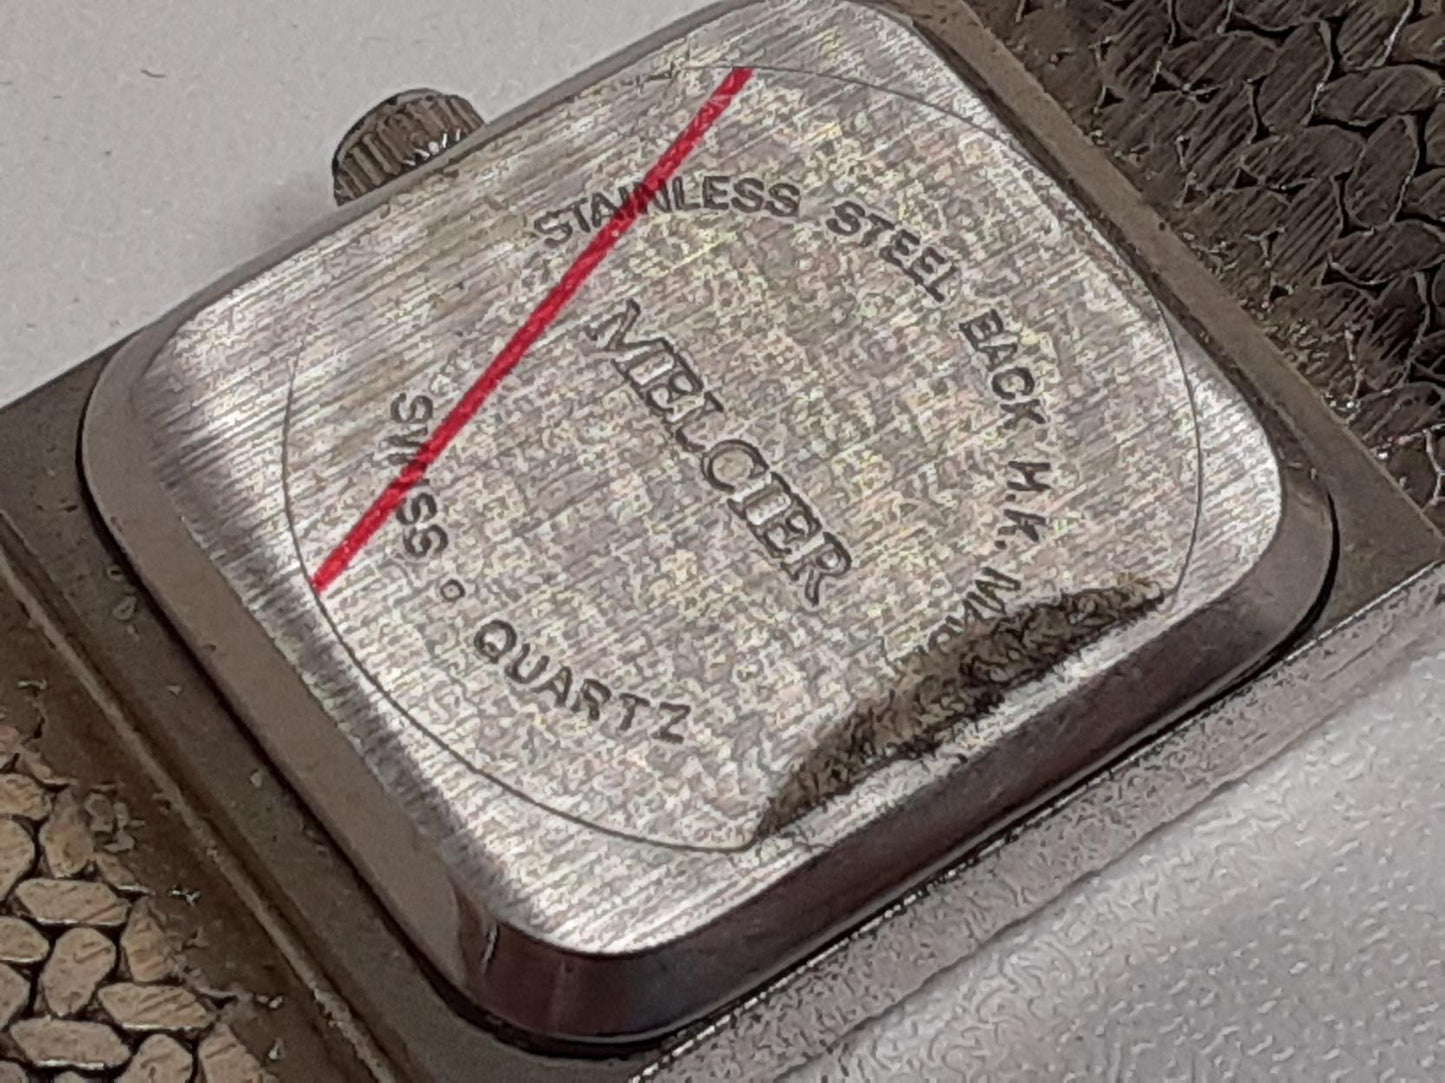 STAINLESS STEEL BACK H.K.
MELCIER
SWISS
QUARTZ